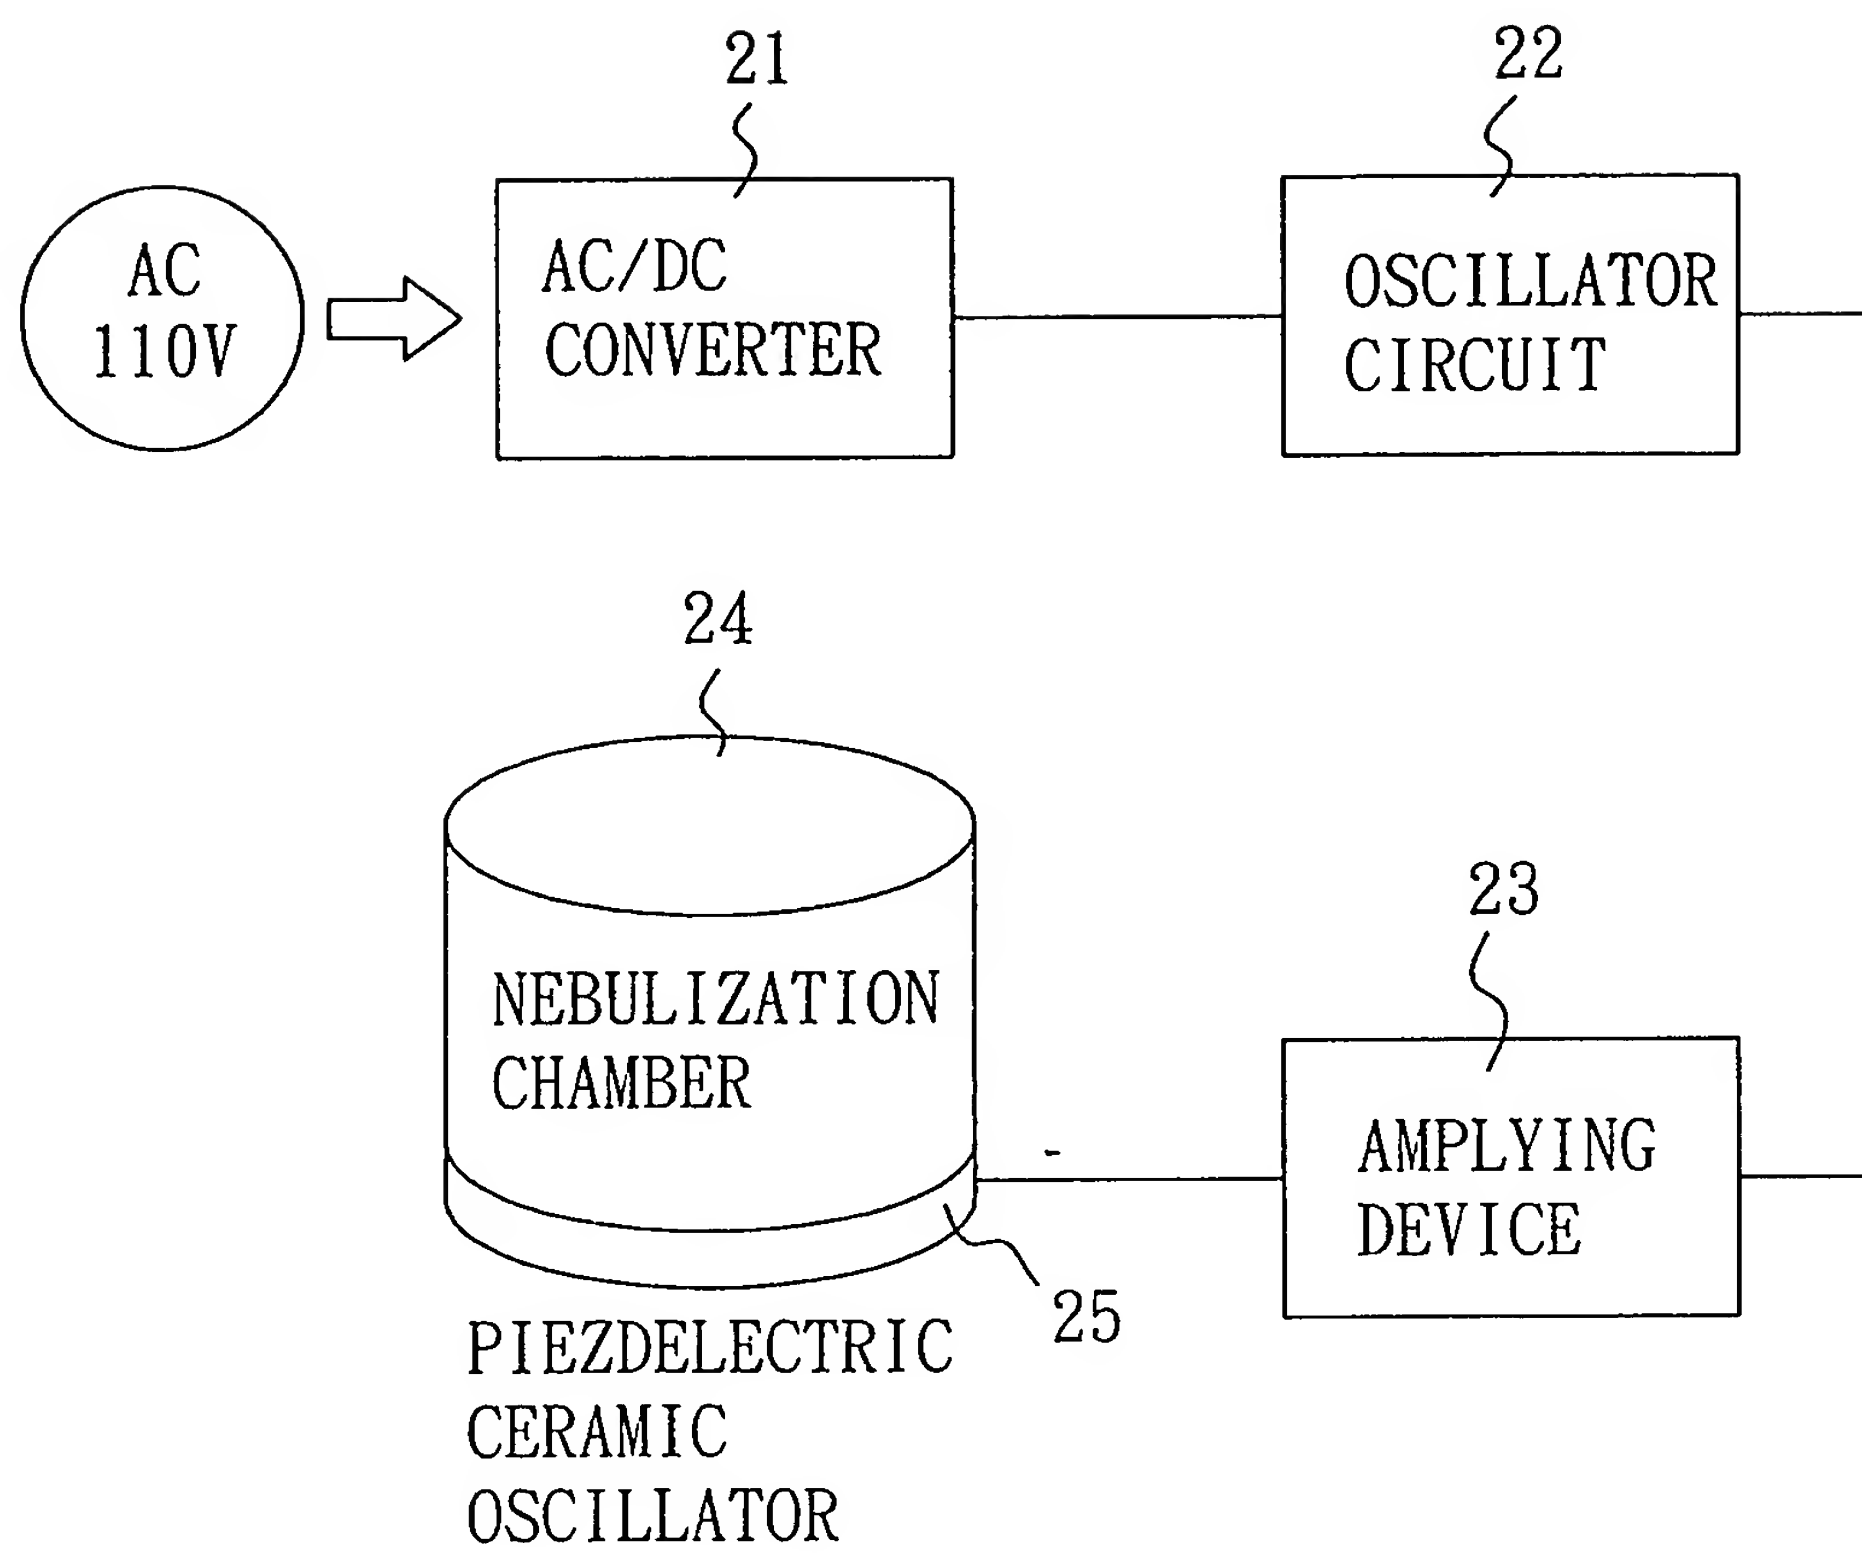 21
22
AC
110V
AC/DC
CONVERTER
OSCILLATOR
CIRCUIT
24
23
NEBULIZATION
CHAMBER
AMPLYING
DEVICE
25
PIEZDELECTRIC
CERAMIC
OSCILLATOR